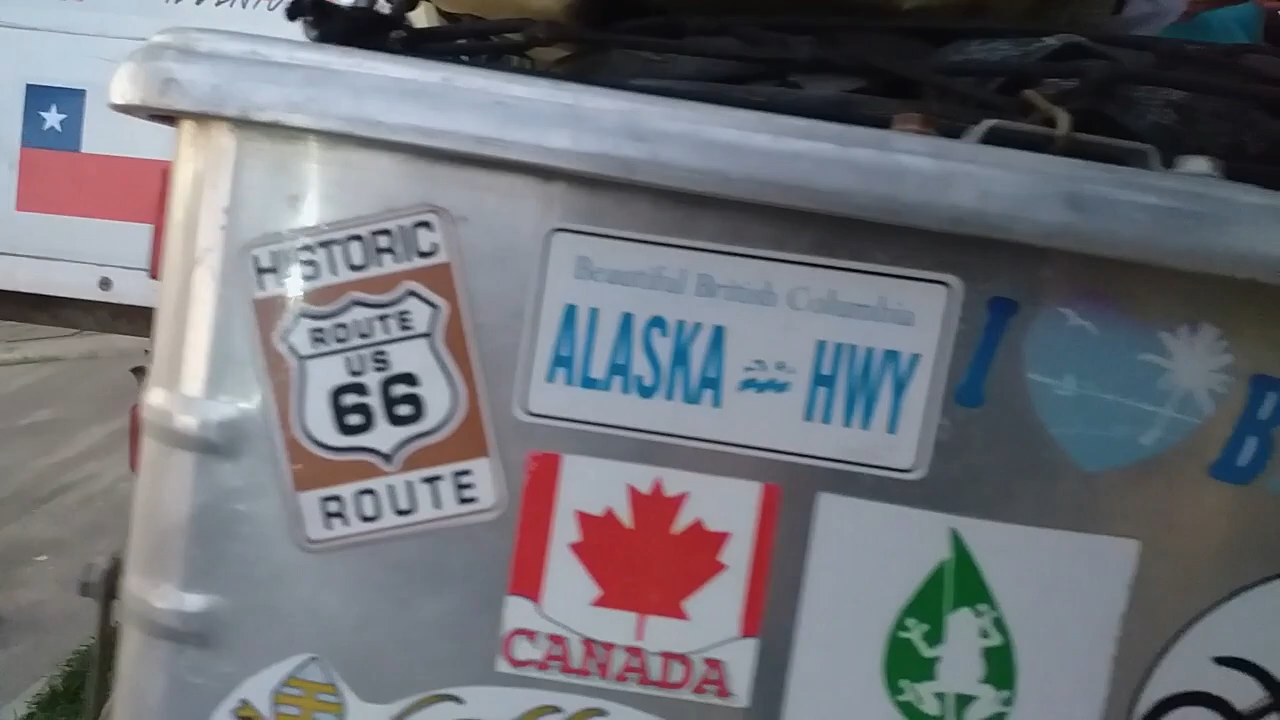 HISTORIC
ROUTE
US
66
ROUTE
Beautiful British Columbia
ALASKA HWY
CANADA
I
B